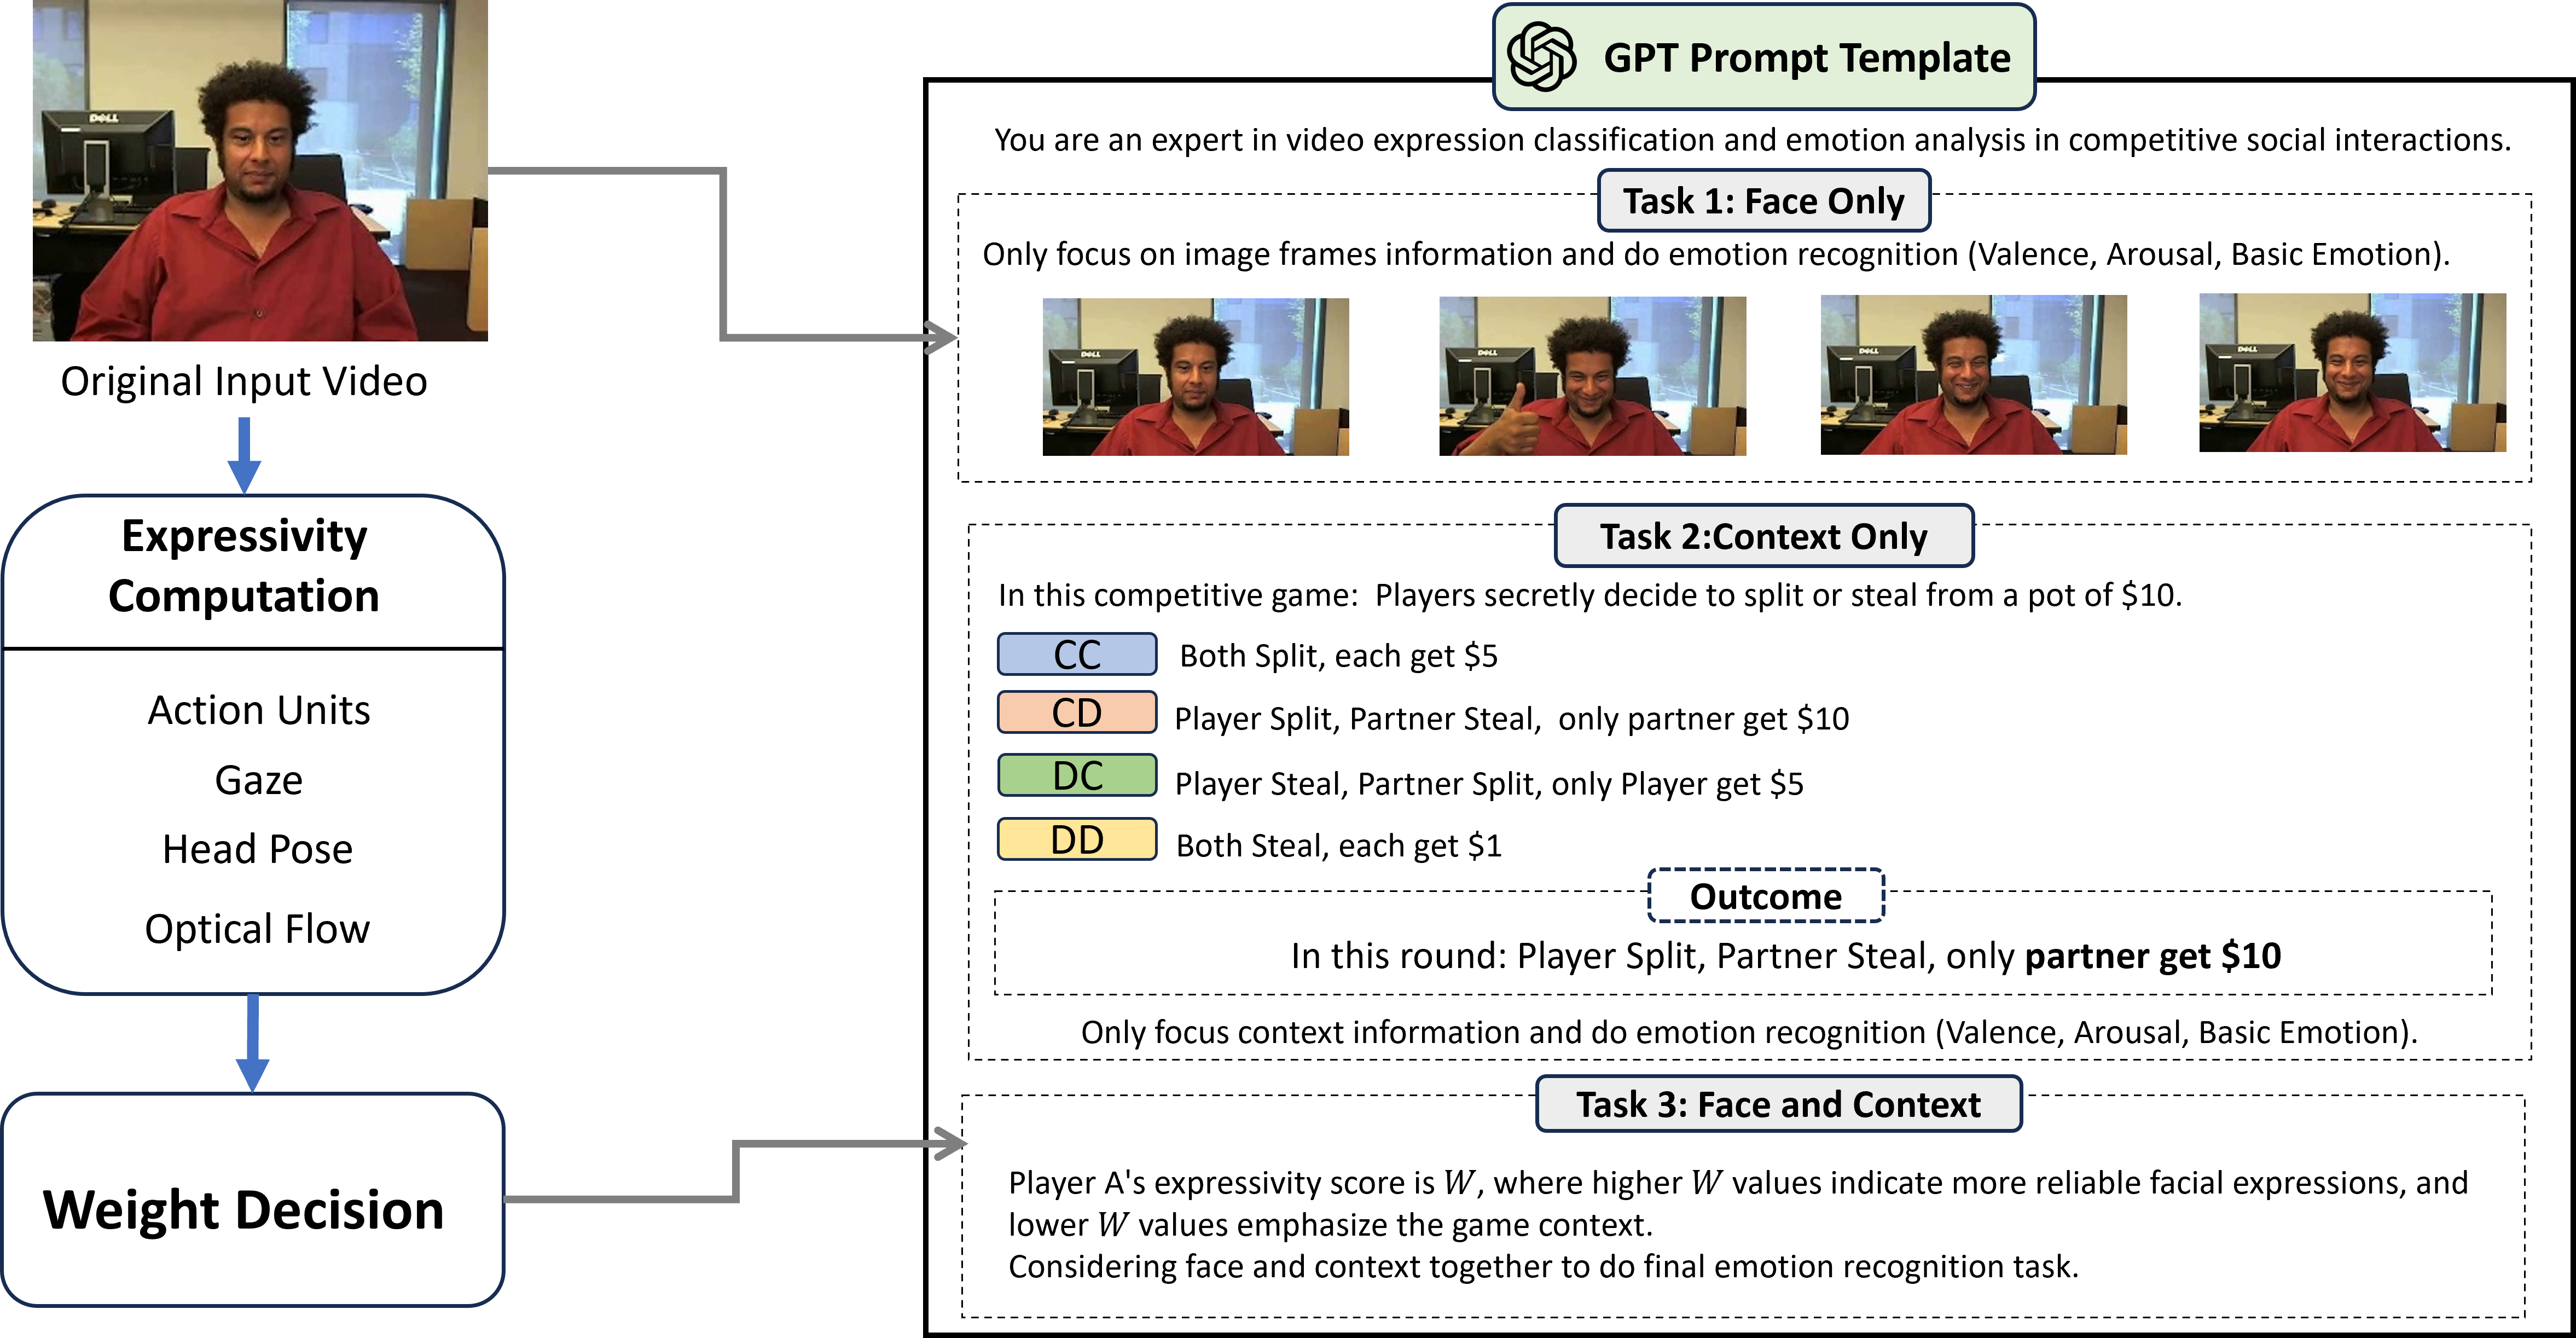 DELL
Original Input Video
Expressivity
Computation
Action Units
Gaze
Head Pose
Optical Flow
Weight Decision
GPT Prompt Template
You are an expert in video expression classification and emotion analysis in competitive social interactions.
Task 1: Face Only
Only focus on image frames information and do emotion recognition (Valence, Arousal, Basic Emotion).
DELL
DELL
DELL
DELL
Task 2:Context Only
In this competitive game: Players secretly decide to split or steal from a pot of $10.
CC Both Split, each get $5
CD Player Split, Partner Steal, only partner get $10
DC Player Steal, Partner Split, only Player get $5
DD Both Steal, each get $1
Outcome
In this round: Player Split, Partner Steal, only partner get $10
Only focus context information and do emotion recognition (Valence, Arousal, Basic Emotion).
Task 3: Face and Context
Player A's expressivity score is W, where higher W values indicate more reliable facial expressions, and
lower W values emphasize the game context.
Considering face and context together to do final emotion recognition task.